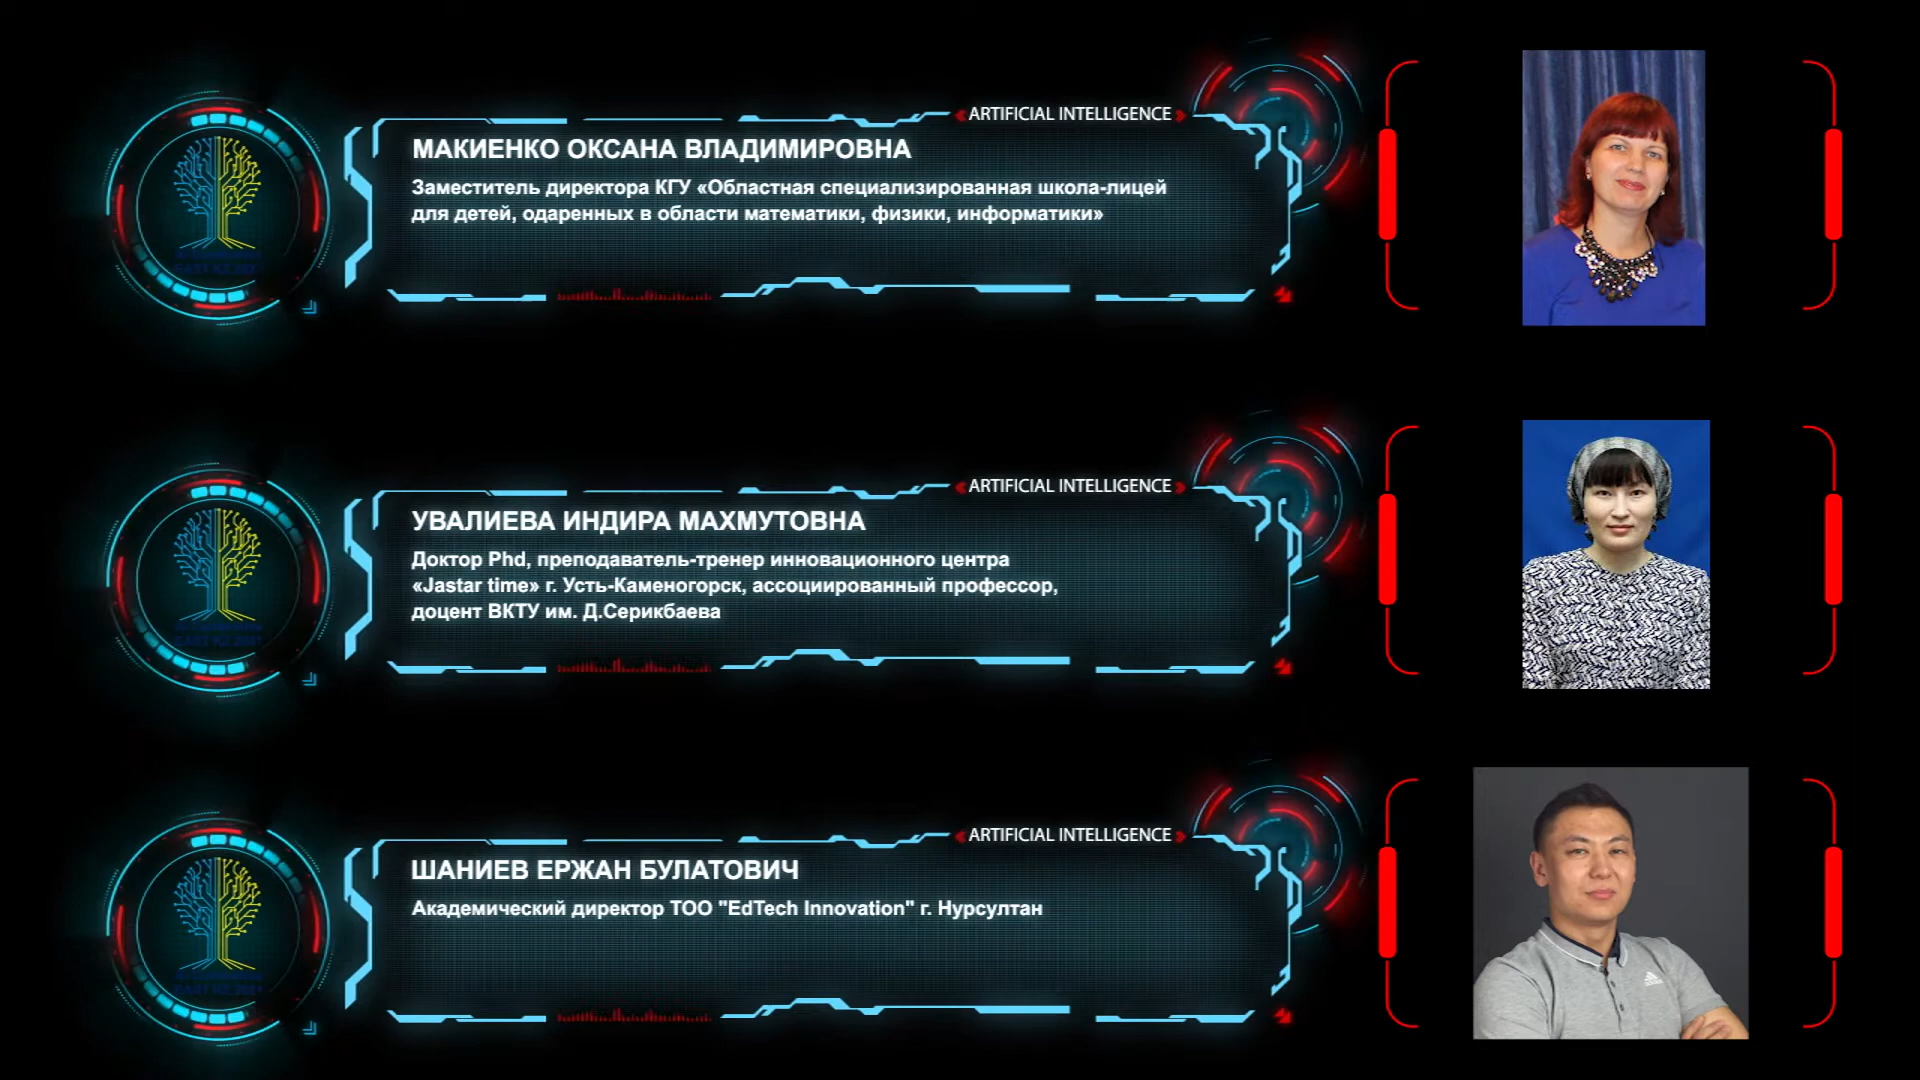 ARTIFICIAL INTELLIGENCE
МАКИЕНКО ОКСАНА ВЛАДИМИРОВНА
Заместитель директора КГУ «Областная специализированная школа-лицей
для детей, одаренных в области математики, физики, информатики»
ARTIFICIAL INTELLIGENCE
УВАЛИЕВА ИНДИРА МАХМУТОВНА
Доктор Phd, преподаватель-тренер инновационного центра
«Jastar time» г. Усть-Каменогорск, ассоциированный профессор,
доцент ВКТУ им. Д.Серикбаева
ARTIFICIAL INTELLIGENCE
ШАНИЕВ ЕРЖАН БУЛАТОВИЧ
Академический директор ТОО "EdTech Innovation" г. Нурсултан